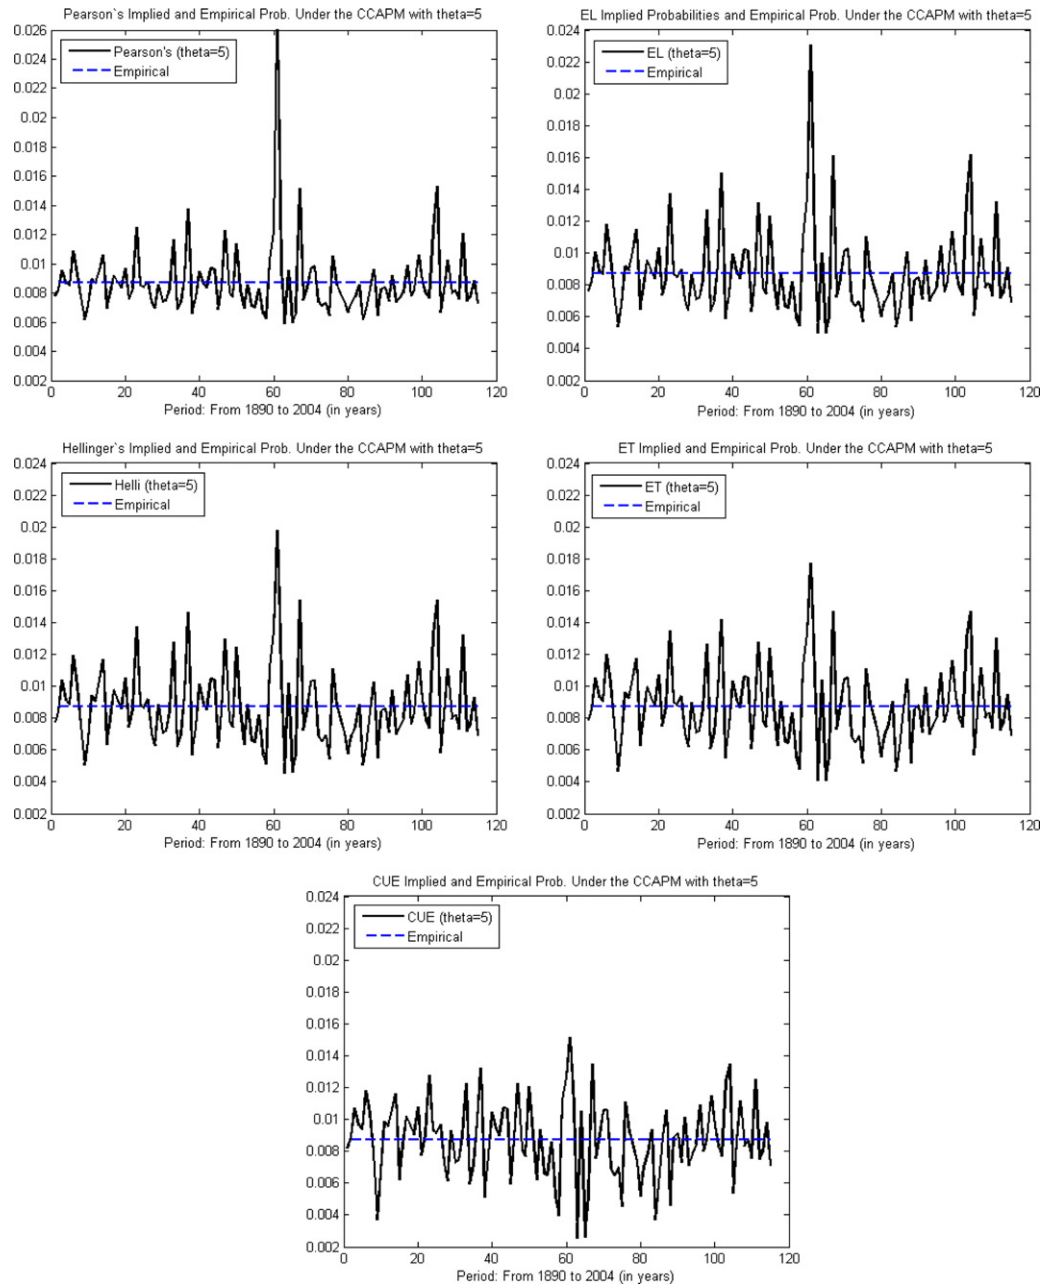 Pearson`s Implied and Empirical Prob. Under the CCAPM with theta=5
0.026
0.024
0.022
0.02
0.018
0.016
0.014
0.012
0.01
0.008
0.006
0.004
0.002
Pearson's (theta=5)
Empirical
0 20 40 60 80 100 120
Period: From 1890 to 2004 (in years)
EL Implied Probabilities and Empirical Prob. Under the CCAPM with theta=5
0.024
0.022
0.02
0.018
0.016
0.014
0.012
0.01
0.008
0.006
0.004
0.002
EL (theta=5)
Empirical
0 20 40 60 80 100 120
Period: From 1890 to 2004 (in years)
Hellinger`s Implied and Empirical Prob. Under the CCAPM with theta=5
0.024
0.022
0.02
0.018
0.016
0.014
0.012
0.01
0.008
0.006
0.004
0.002
Helli (theta=5)
Empirical
0 20 40 60 80 100 120
Period: From 1890 to 2004 (in years)
ET Implied and Empirical Prob. Under the CCAPM with theta=5
0.024
0.022
0.02
0.018
0.016
0.014
0.012
0.01
0.008
0.006
0.004
0.002
ET (theta=5)
Empirical
0 20 40 60 80 100 120
Period: From 1890 to 2004 (in years)
CUE Implied and Empirical Prob. Under the CCAPM with theta=5
0.024
0.022
0.02
0.018
0.016
0.014
0.012
0.01
0.008
0.006
0.004
0.002
CUE (theta=5)
Empirical
0 20 40 60 80 100 120
Period: From 1890 to 2004 (in years)